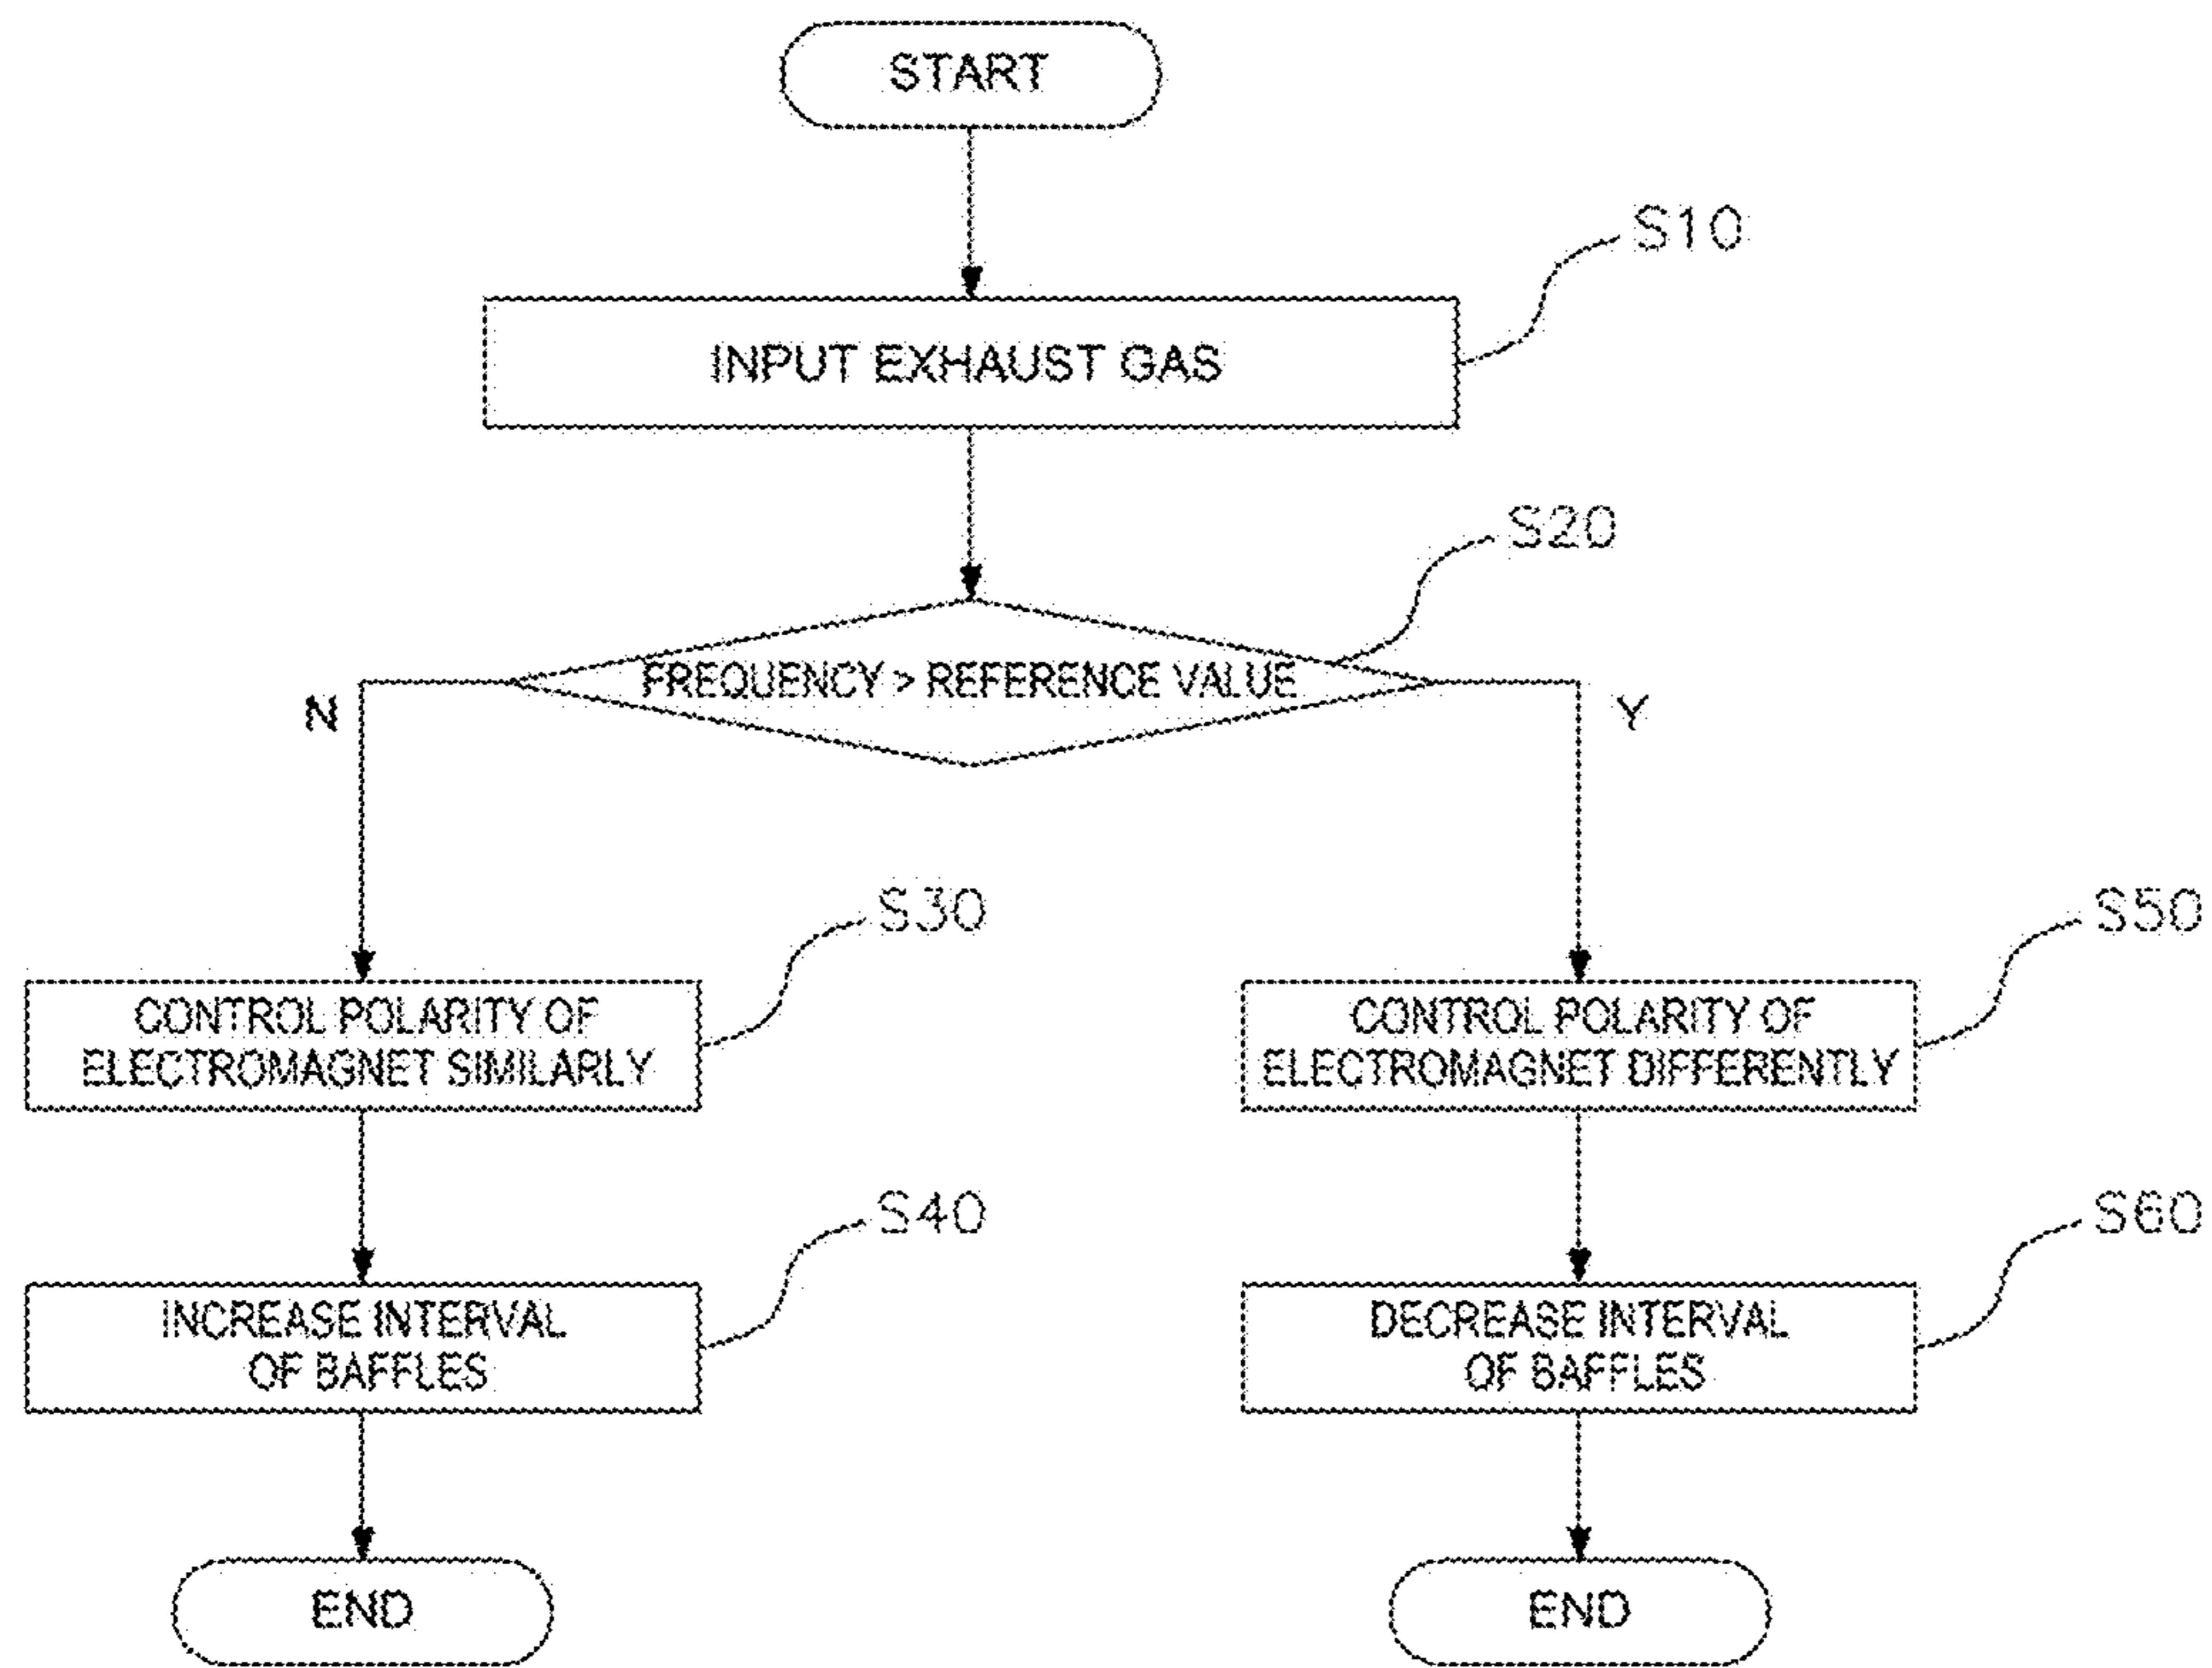 START
S10
INPUT EXHAUST GAS
S20
FREQUENCY > REFERENCE VALUE
N
Y
S30
CONTROL POLARITY OF
ELECTROMAGNET SIMILARLY
S50
CONTROL POLARITY OF
ELECTROMAGNET DIFFERENTLY
S40
INCREASE INTERVAL
OF BAFFLES
S60
DECREASE INTERVAL
OF BAFFLES
END
END